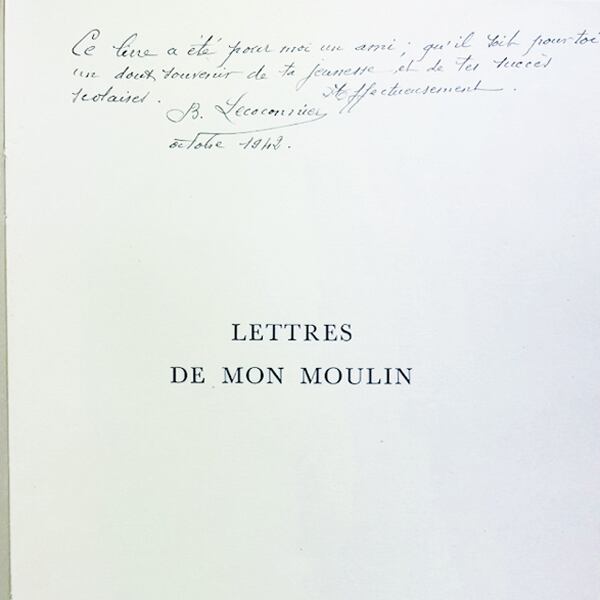 Ce livre a été pour moi un ami ; qu'il soit pour toi
un doux souvenir de ta jeunesse et de tes succès
scolaires. Affectueusement.
B. Lecoconnier
octobre 1942.
LETTRES
DE MON MOULIN